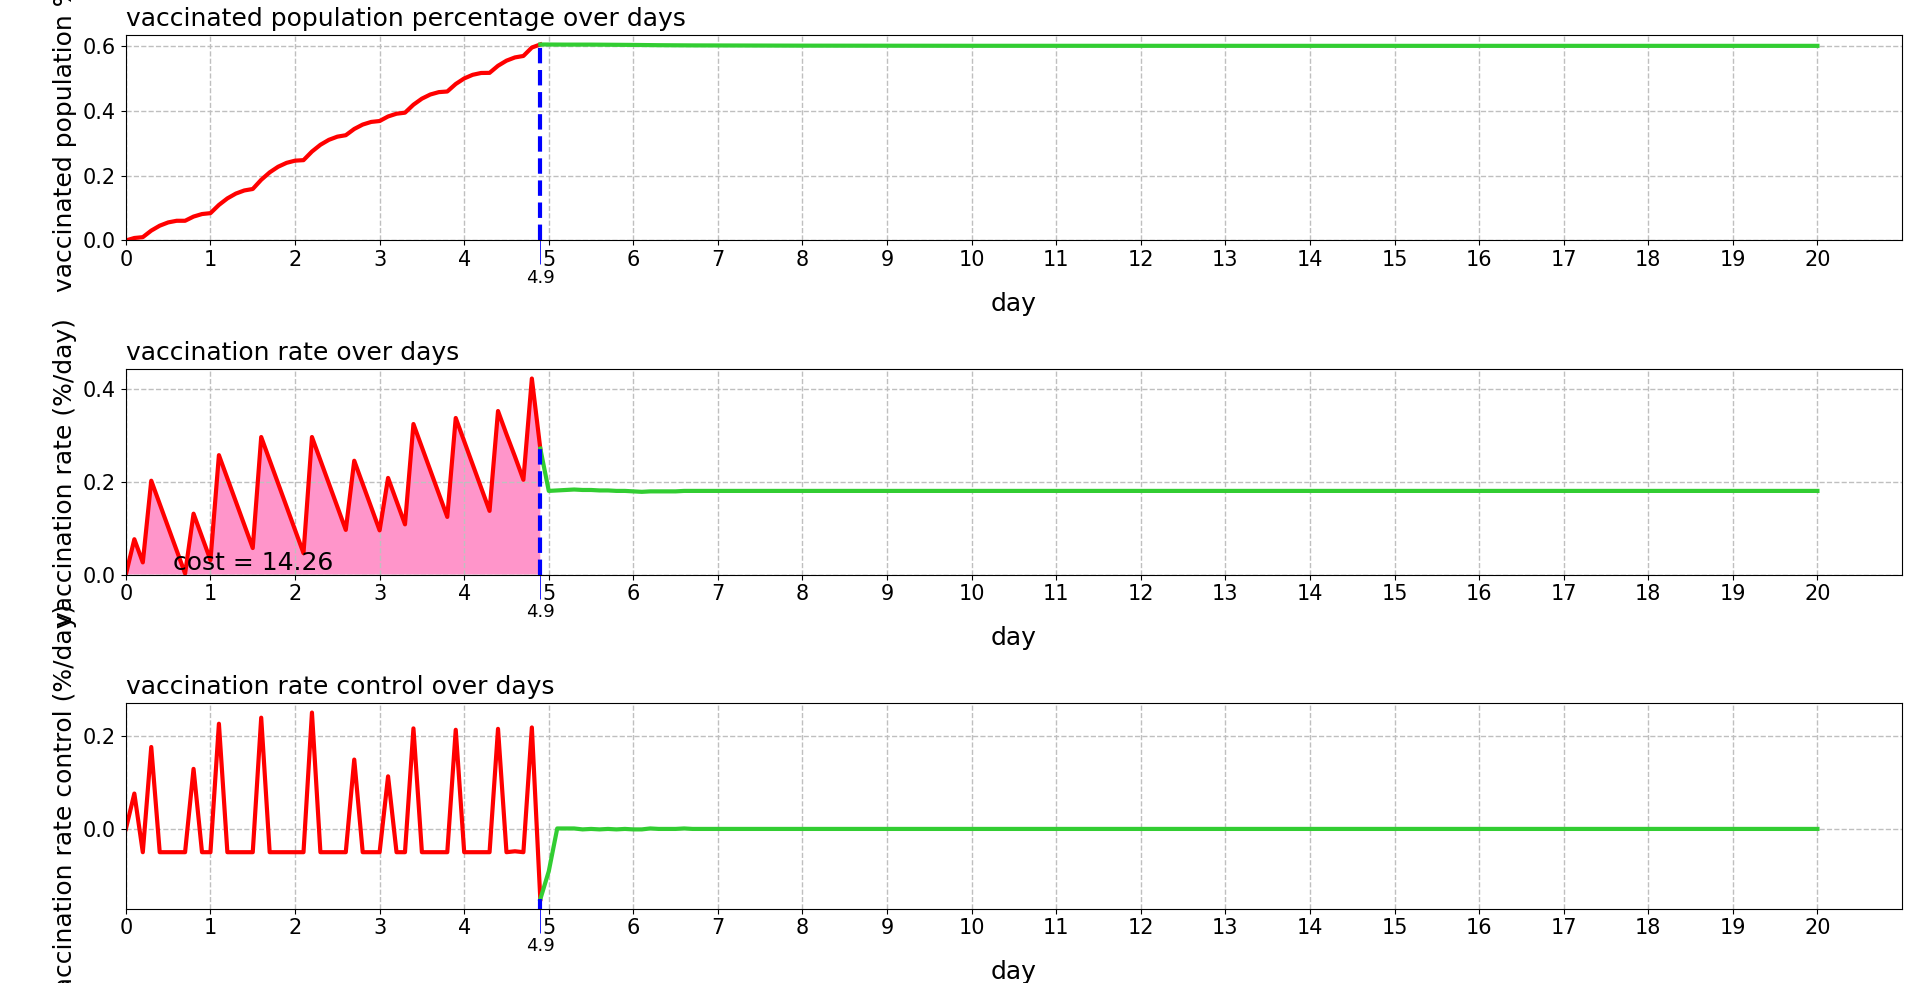 vaccinated population percentage over days
vaccinated population %
0.6
0.4
0.2
0.0
0 1 2 3 4 5 6 7 8 9 10 11 12 13 14 15 16 17 18 19 20
4.9
day
vaccination rate over days
vaccination rate (%/day)
0.4
0.2
0.0
cost = 14.26
0 1 2 3 4 5 6 7 8 9 10 11 12 13 14 15 16 17 18 19 20
4.9
day
vaccination rate control over days
accination rate control (%/day)
0.2
0.0
0 1 2 3 4 5 6 7 8 9 10 11 12 13 14 15 16 17 18 19 20
4.9
day